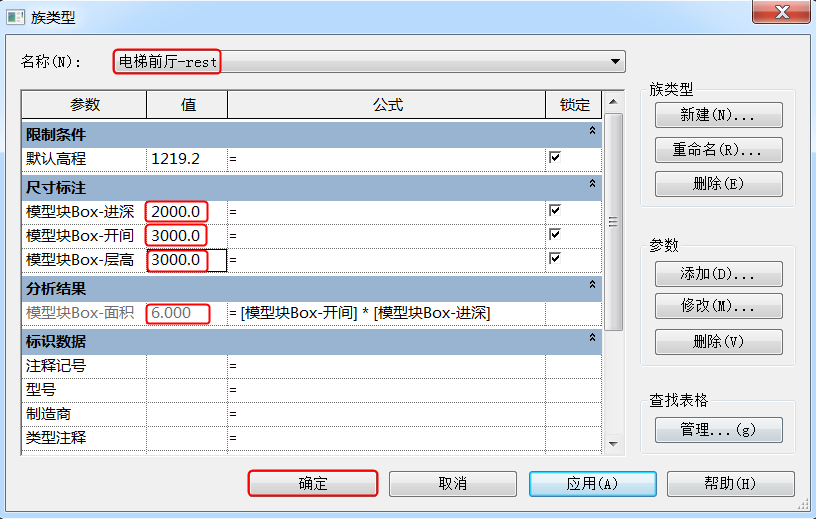 族类型
名称(N): 电梯前厅-rest
参数 值 公式 锁定
限制条件
默认高程 1219.2 =
尺寸标注
模型块Box-进深 2000.0 =
模型块Box-开间 3000.0 =
模型块Box-层高 3000.0 =
分析结果
模型块Box-面积 6.000 = [模型块Box-开间] * [模型块Box-进深]
标识数据
注释记号 =
型号 =
制造商 =
类型注释 =
族类型
新建(N)...
重命名(R)...
删除(E)
参数
添加(D)...
修改(M)...
删除(V)
查找表格
管理...(g)
确定 取消 应用(A) 帮助(H)